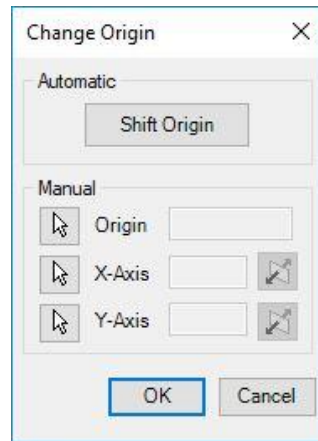 Change Origin
Automatic
Shift Origin
Manual
Origin
X-Axis
Y-Axis
OK Cancel